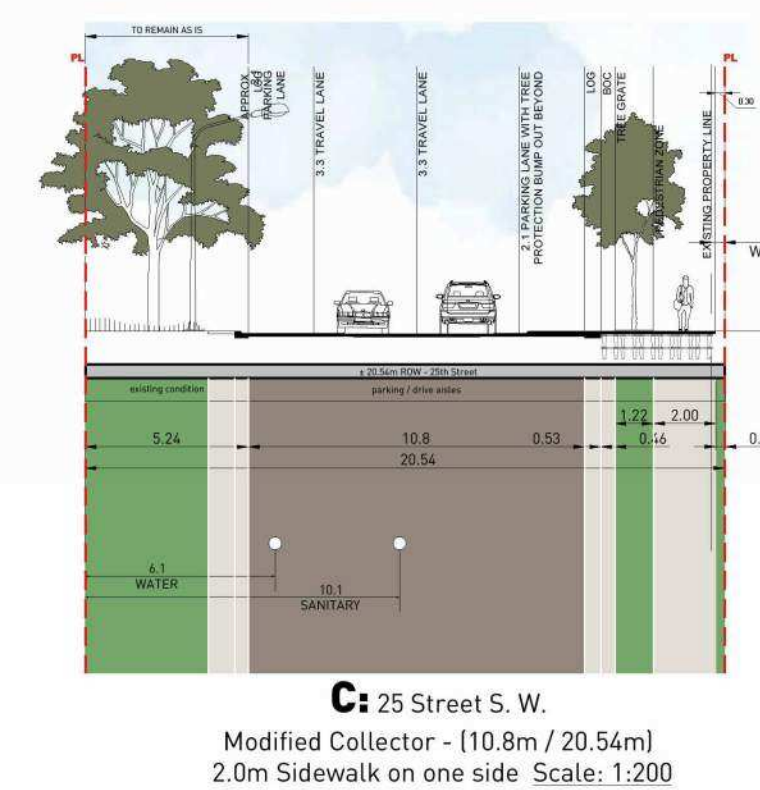 TO REMAIN AS IS
PL
PL
APPROX
LOG
PARKING
LANE
3.3 TRAVEL LANE
3.3 TRAVEL LANE
2.1 PARKING LANE WITH TREE
PROTECTION BUMP OUT BEYOND
LOG
BOC
TREE GRATE
PEDESTRIAN ZONE
EXISTING PROPERTY LINE
0.30
W
± 20.54m ROW - 25th Street
existing condition
parking / drive aisles
1.22
2.00
5.24
10.8
0.53
0.46
0.
20.54
6.1
WATER
10.1
SANITARY
C: 25 Street S. W.
Modified Collector - (10.8m / 20.54m)
2.0m Sidewalk on one side Scale: 1:200